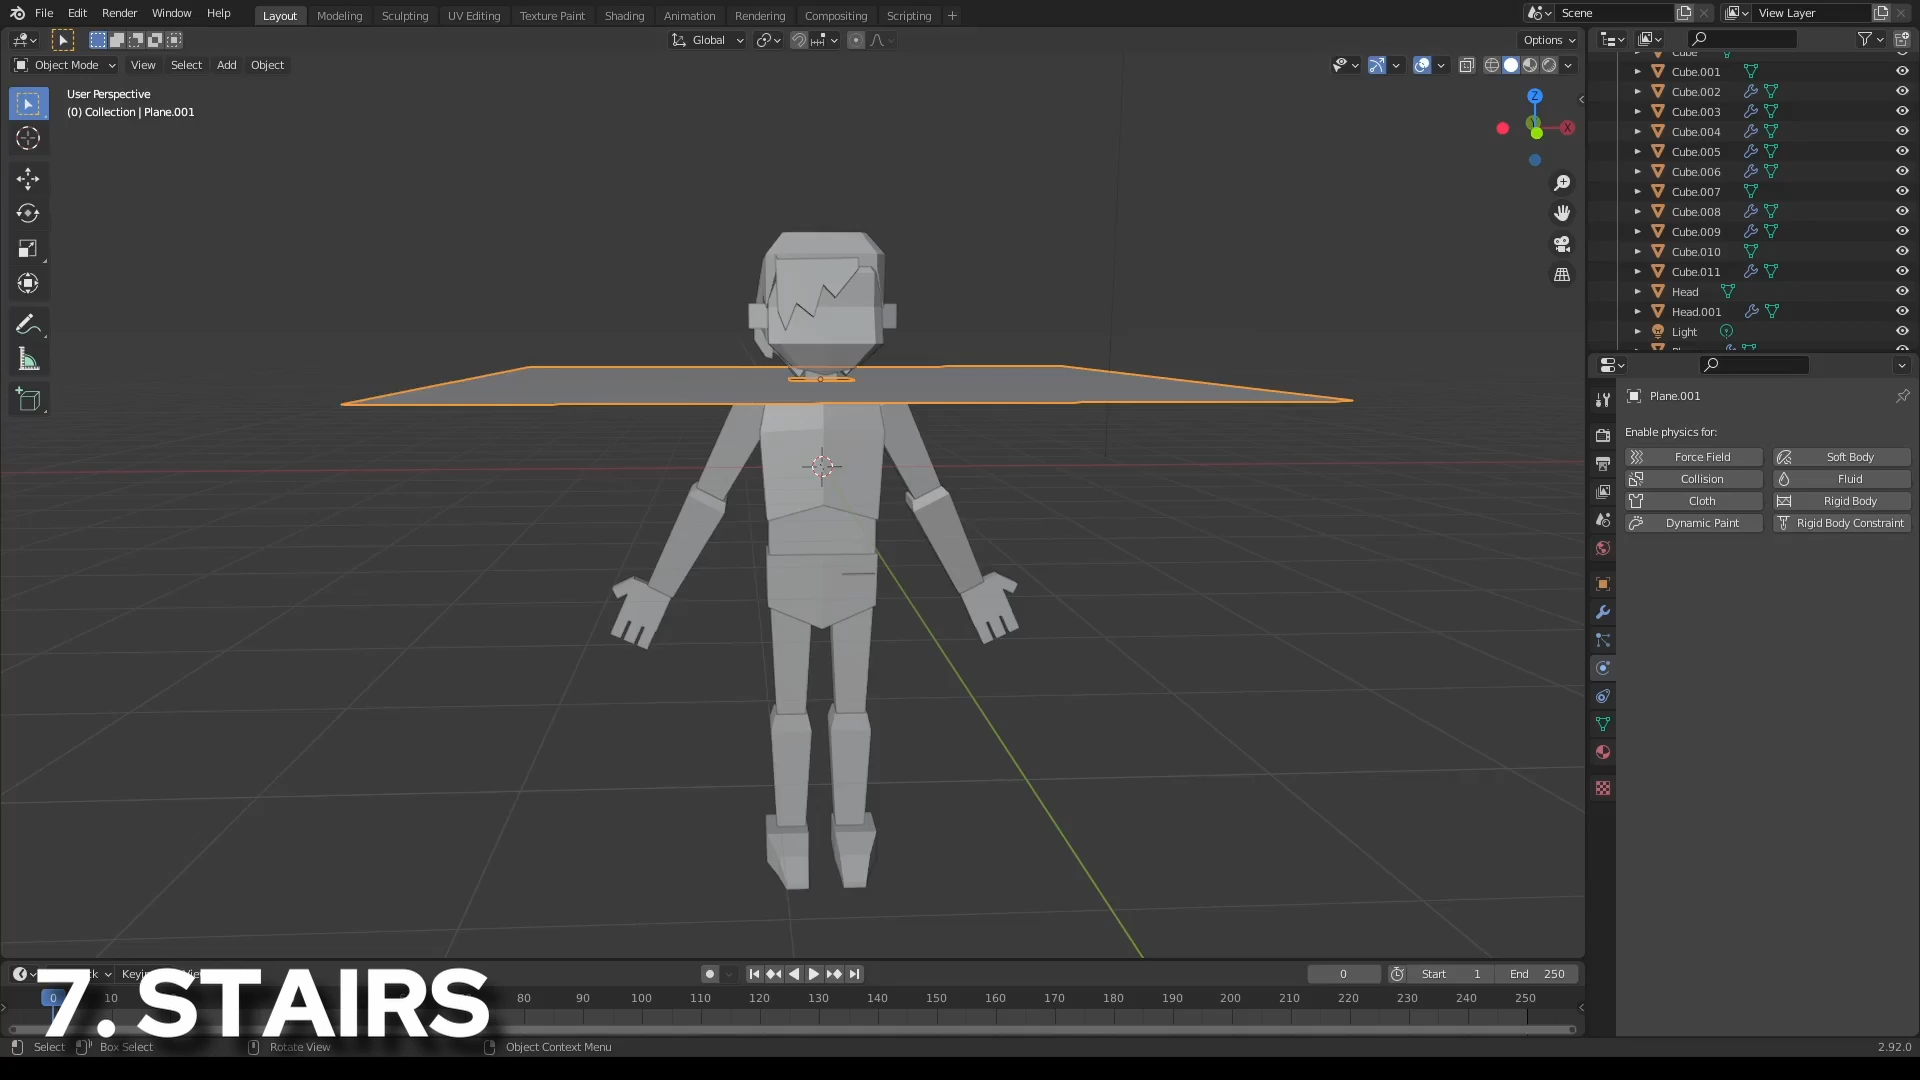 File Edit Render Window Help Layout Modeling Sculpting UV Editing Texture Paint Shading Animation Rendering Compositing Scripting + Scene View Layer
Global Options
Object Mode View Select Add Object
User Perspective
(0) Collection | Plane.001
Z
X
Cube
Cube.001
Cube.002
Cube.003
Cube.004
Cube.005
Cube.006
Cube.007
Cube.008
Cube.009
Cube.010
Cube.011
Head
Head.001
Light
Plane.001
Enable physics for:
Force Field Soft Body
Collision Fluid
Cloth Rigid Body
Dynamic Paint Rigid Body Constraint
0 Start 1 End 250
0 10 80 90 100 110 120 130 140 150 160 170 180 190 200 210 220 230 240 250
7. STAIRS
Select Box Select Rotate View Object Context Menu 2.92.0